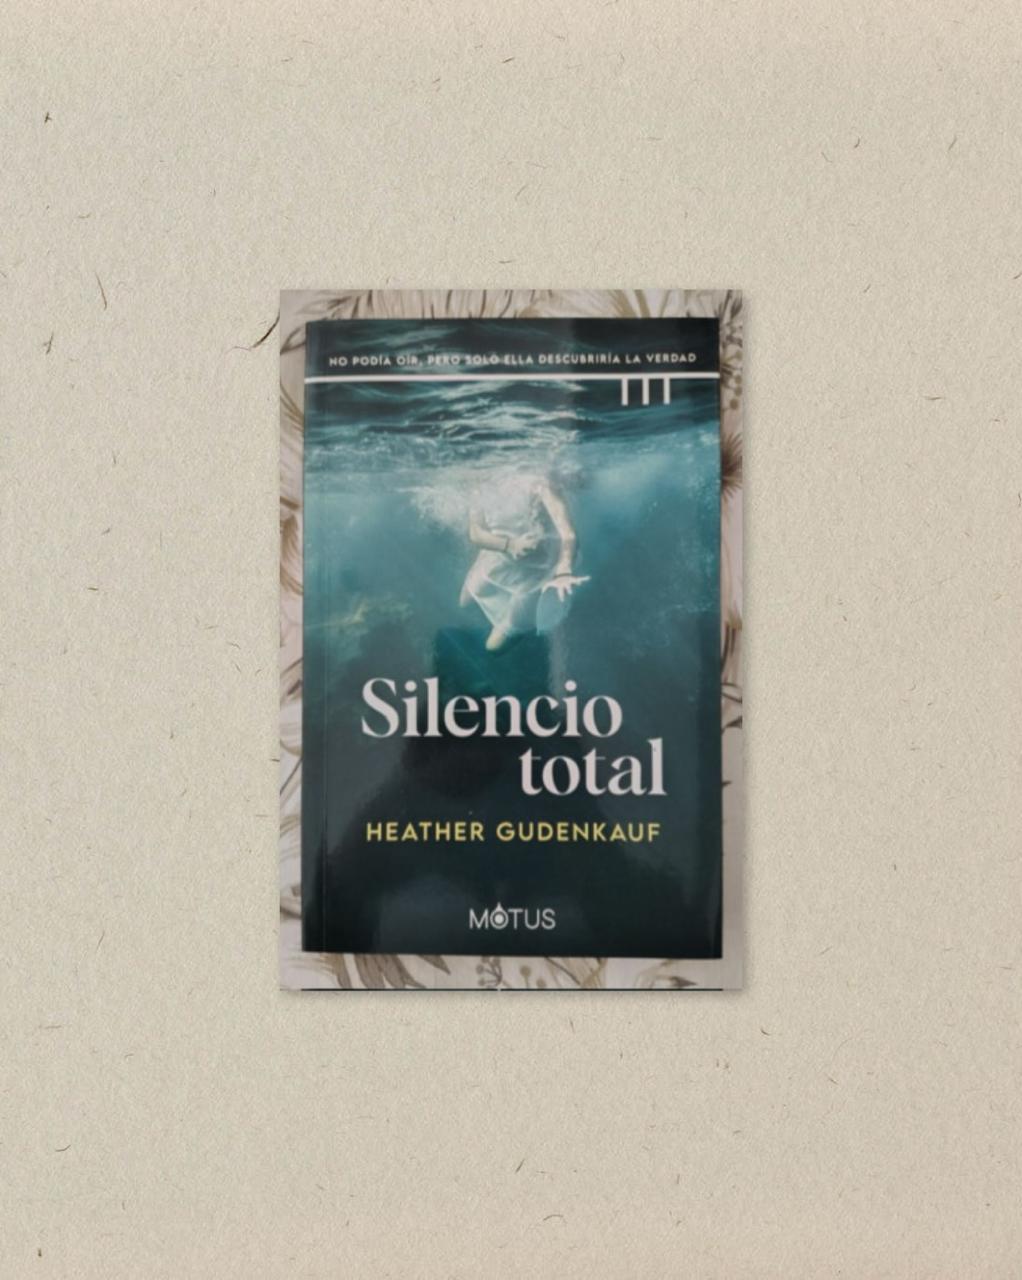 NO PODÍA OÍR, PERO SOLO ELLA DESCUBRIRÍA LA VERDAD
Silencio
total
HEATHER GUDENKAUF
MOTUS